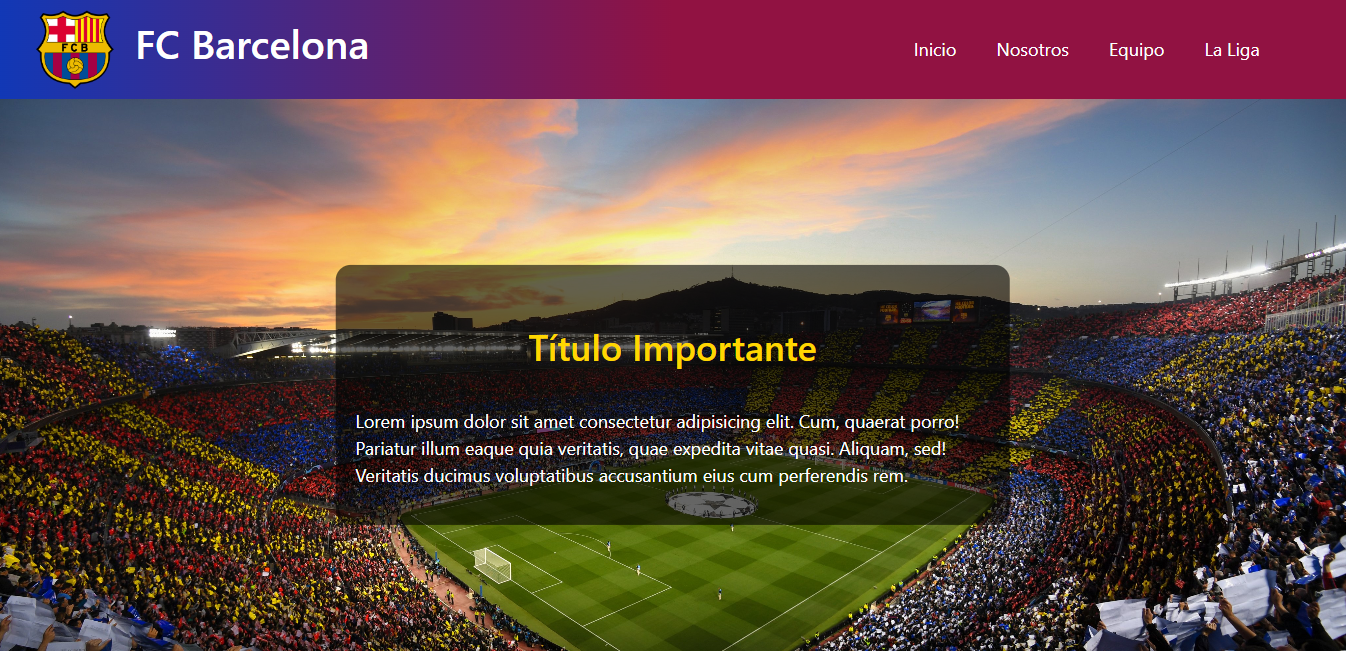 FCB
FC Barcelona
Inicio Nosotros Equipo La Liga
Título Importante
Lorem ipsum dolor sit amet consectetur adipisicing elit. Cum, quaerat porro!
Pariatur illum eaque quia veritatis, quae expedita vitae quasi. Aliquam, sed!
Veritatis ducimus voluptatibus accusantium eius cum perferendis rem.